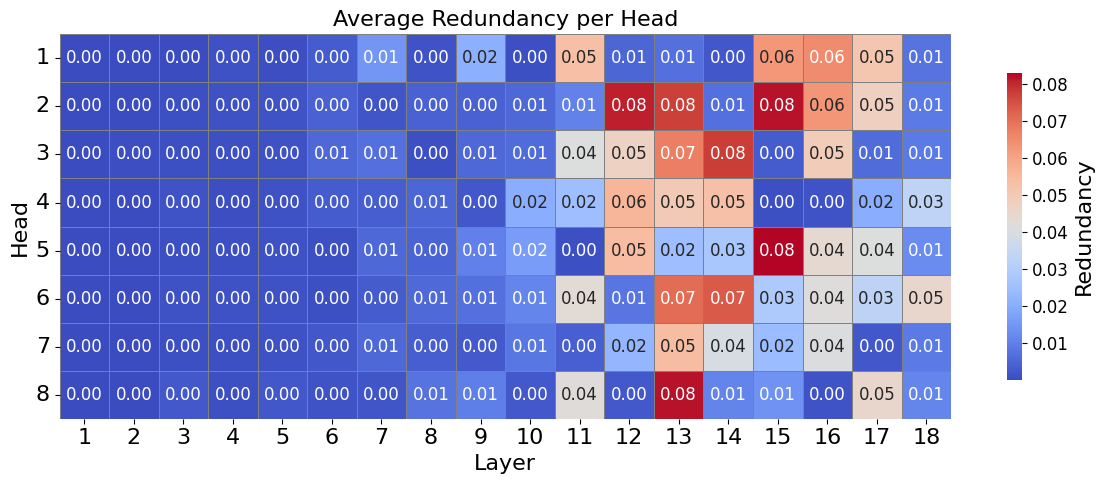 Average Redundancy per Head
1 0.00 0.00 0.00 0.00 0.00 0.00 0.01 0.00 0.02 0.00 0.05 0.01 0.01 0.00 0.06 0.06 0.05 0.01
2 0.00 0.00 0.00 0.00 0.00 0.00 0.00 0.00 0.00 0.01 0.01 0.08 0.08 0.01 0.08 0.06 0.05 0.01
3 0.00 0.00 0.00 0.00 0.00 0.01 0.01 0.00 0.01 0.01 0.04 0.05 0.07 0.08 0.00 0.05 0.01 0.01
4 0.00 0.00 0.00 0.00 0.00 0.00 0.00 0.01 0.00 0.02 0.02 0.06 0.05 0.05 0.00 0.00 0.02 0.03
5 0.00 0.00 0.00 0.00 0.00 0.00 0.01 0.00 0.01 0.02 0.00 0.05 0.02 0.03 0.08 0.04 0.04 0.01
6 0.00 0.00 0.00 0.00 0.00 0.00 0.00 0.01 0.01 0.01 0.04 0.01 0.07 0.07 0.03 0.04 0.03 0.05
7 0.00 0.00 0.00 0.00 0.00 0.00 0.01 0.00 0.00 0.01 0.00 0.02 0.05 0.04 0.02 0.04 0.00 0.01
8 0.00 0.00 0.00 0.00 0.00 0.00 0.00 0.01 0.01 0.00 0.04 0.00 0.08 0.01 0.01 0.00 0.05 0.01
1 2 3 4 5 6 7 8 9 10 11 12 13 14 15 16 17 18
Layer
Head
0.08
0.07
0.06
0.05
0.04
0.03
0.02
0.01
Redundancy